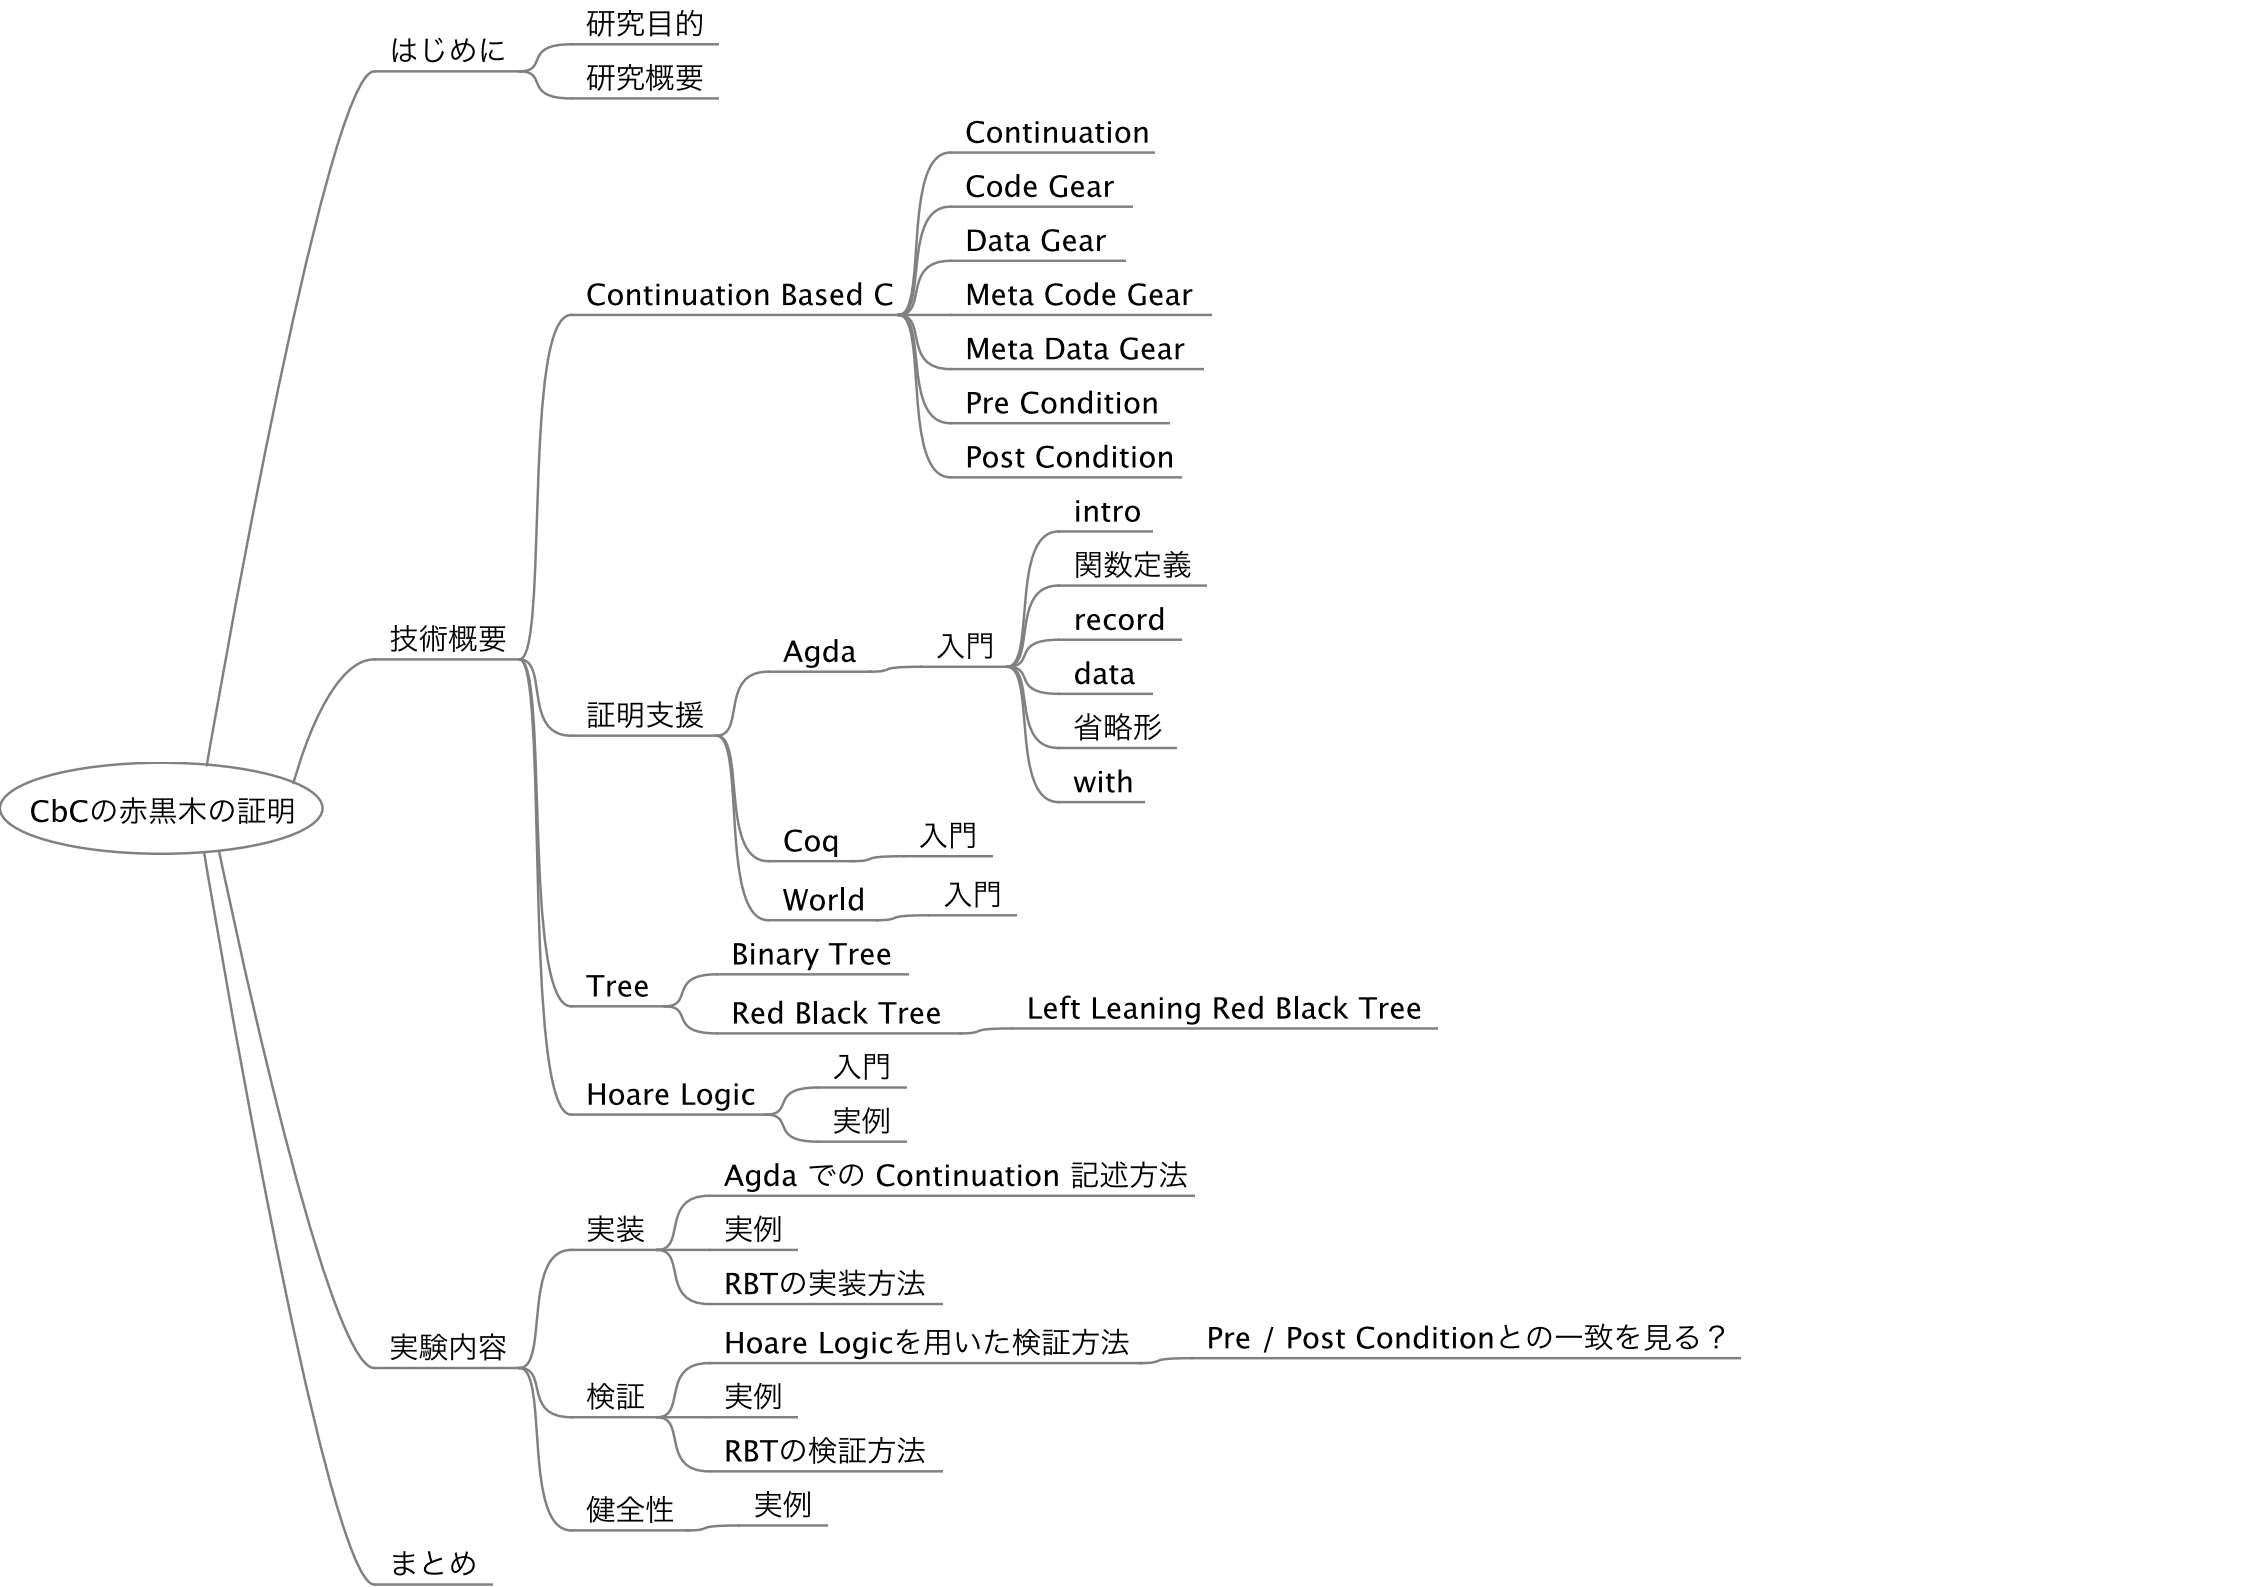 CbCの赤黒木の証明
はじめに
研究目的
研究概要
技術概要
Continuation Based C
Continuation
Code Gear
Data Gear
Meta Code Gear
Meta Data Gear
Pre Condition
Post Condition
証明支援
Agda
入門
intro
関数定義
record
data
省略形
with
Coq
入門
World
入門
Tree
Binary Tree
Red Black Tree
Left Leaning Red Black Tree
Hoare Logic
入門
実例
実験内容
実装
Agda での Continuation 記述方法
実例
RBTの実装方法
検証
Hoare Logicを用いた検証方法
Pre / Post Conditionとの一致を見る？
実例
RBTの検証方法
健全性
実例
まとめ